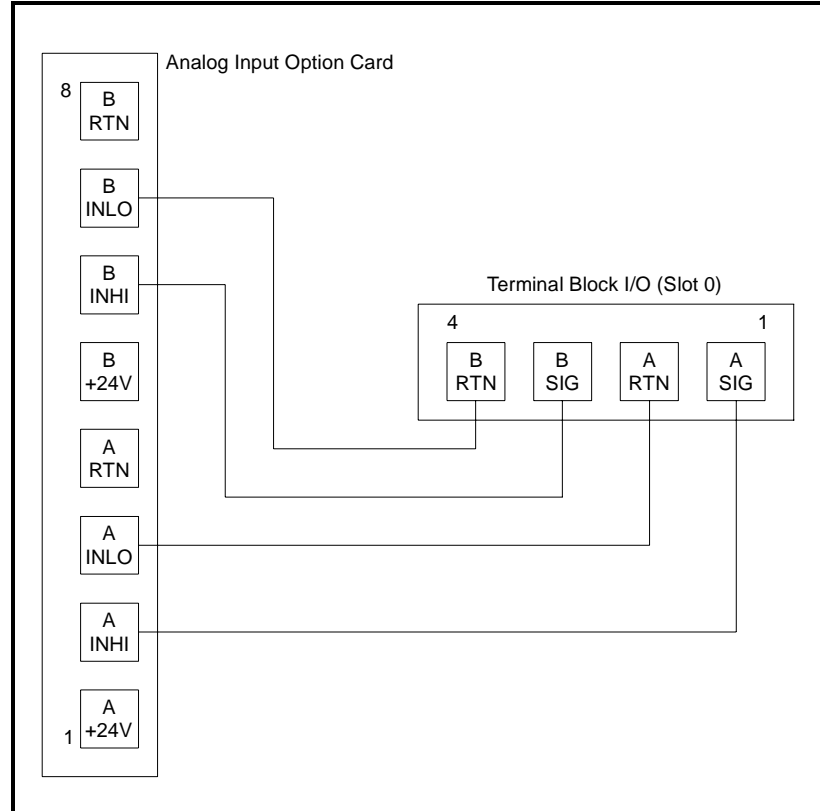 Analog Input Option Card
8
B
RTN
B
INLO
B
INHI
B
+24V
A
RTN
A
INLO
A
INHI
A
+24V
1
Terminal Block I/O (Slot 0)
4
1
B
RTN
B
SIG
A
RTN
A
SIG